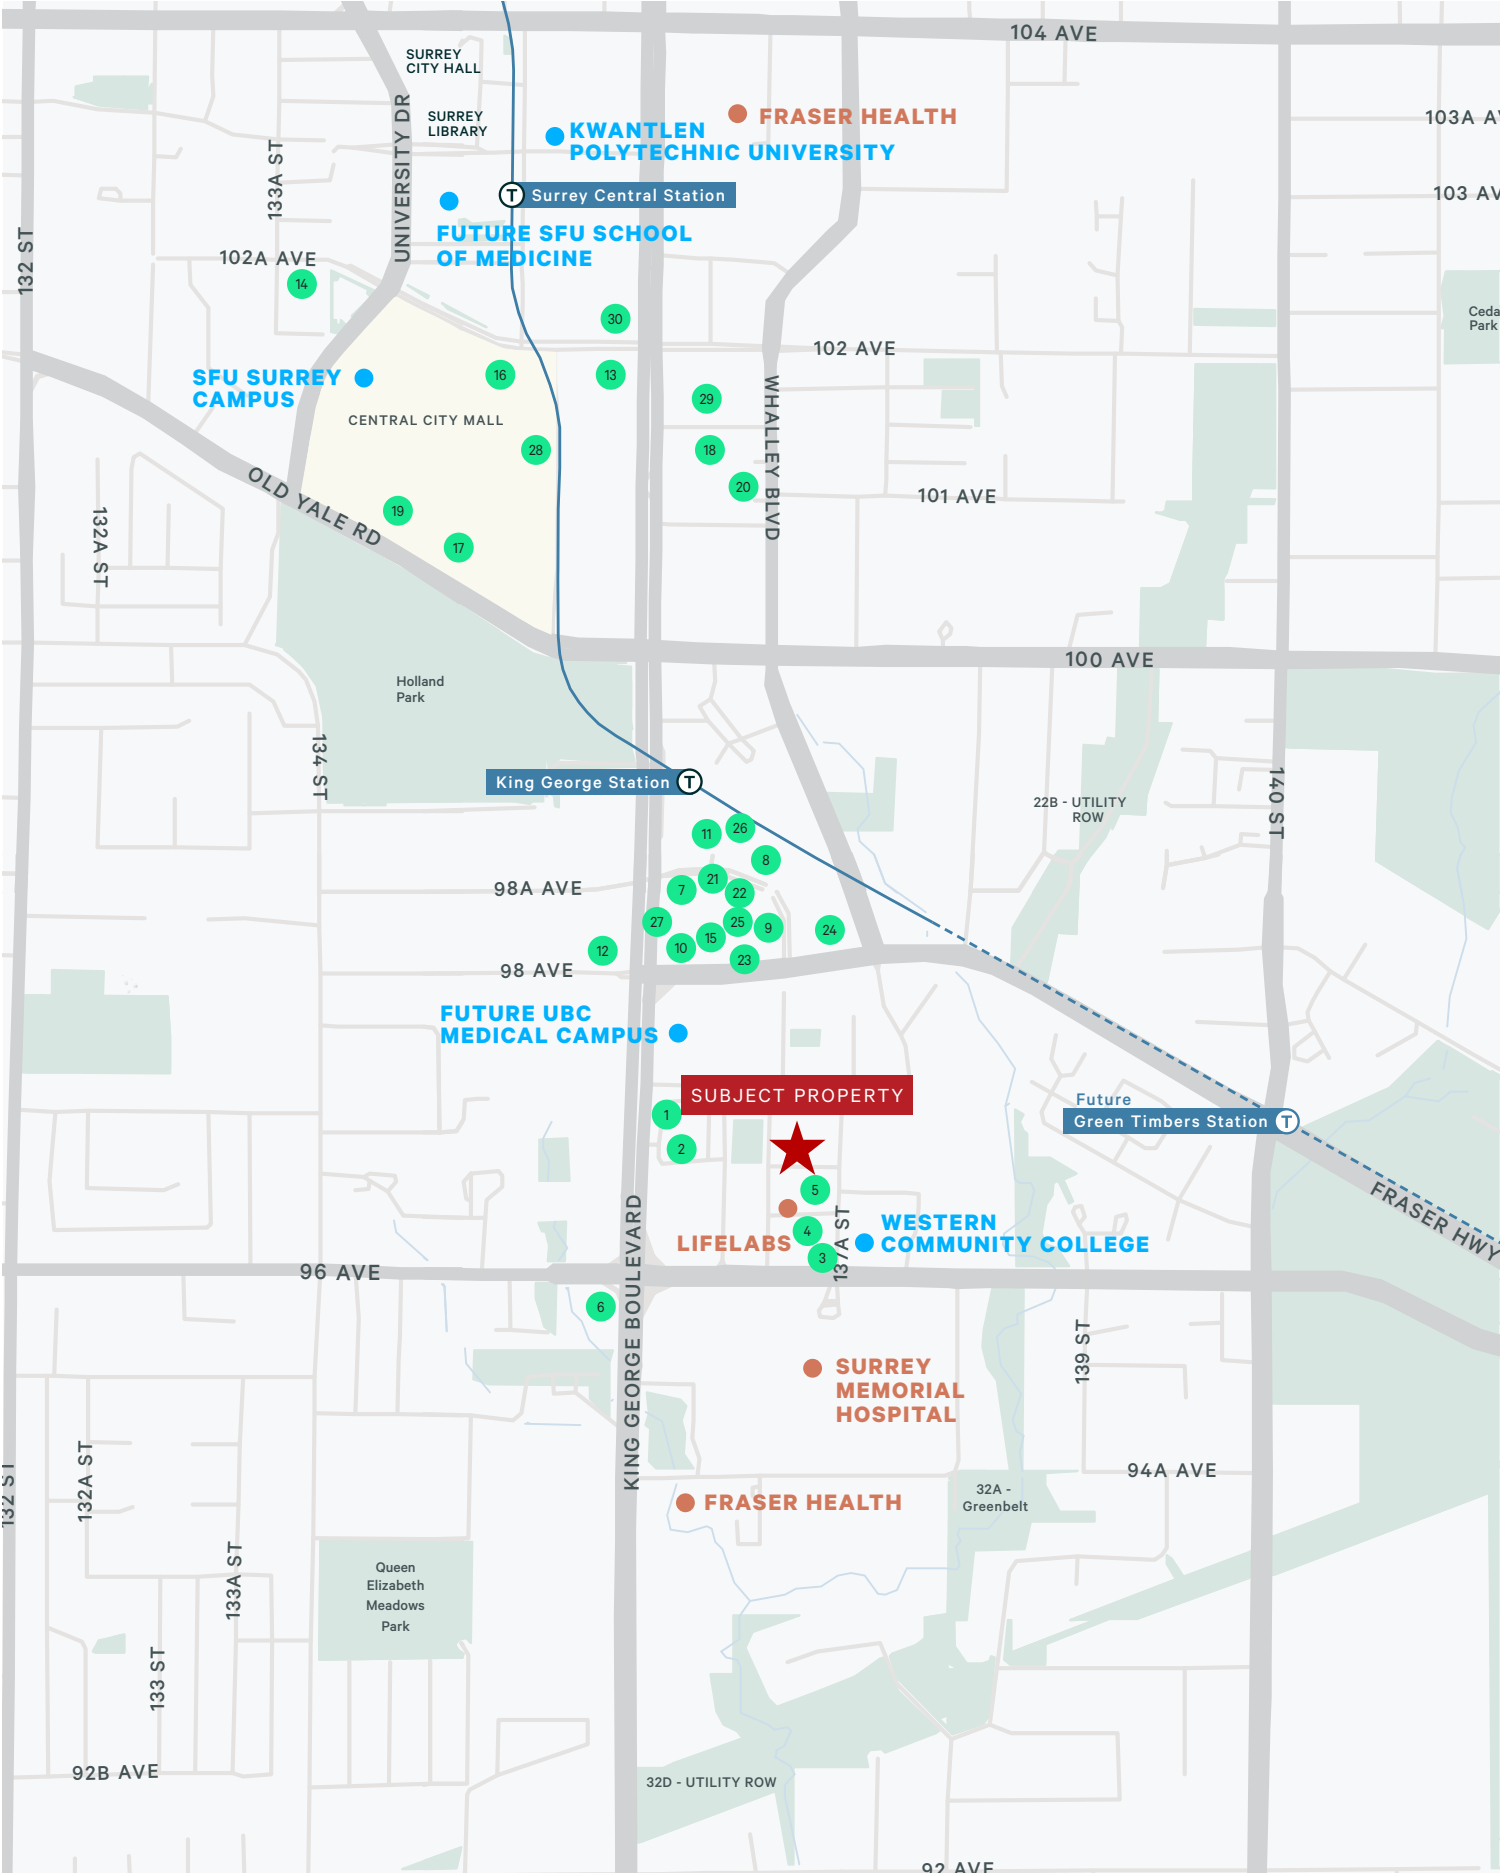 104 AVE
SURREY
CITY HALL
UNIVERSITY DR
SURREY
LIBRARY
FRASER HEALTH
KWANTLEN
POLYTECHNIC UNIVERSITY
103A AV
133A ST
T Surrey Central Station
103 AV
FUTURE SFU SCHOOL
OF MEDICINE
132 ST
102A AVE
14
30
Ceda
Park
102 AVE
SFU SURREY
CAMPUS
16
13
29
WHALLEY BLVD
CENTRAL CITY MALL
28
18
20
101 AVE
OLD YALE RD
19
17
132A ST
100 AVE
Holland
Park
134 ST
King George Station T
140 ST
22B - UTILITY
ROW
11
26
8
98A AVE
21
7
22
27
25
9
24
15
10
12
23
98 AVE
FUTURE UBC
MEDICAL CAMPUS
SUBJECT PROPERTY
1
2
Future
Green Timbers Station T
5
FRASER HWY
KING GEORGE BOULEVARD
137A ST
4
LIFELABS
3
WESTERN
COMMUNITY COLLEGE
96 AVE
6
139 ST
SURREY
MEMORIAL
HOSPITAL
132 ST
132A ST
94A AVE
32A -
Greenbelt
FRASER HEALTH
133A ST
Queen
Elizabeth
Meadows
Park
133 ST
92B AVE
32D - UTILITY ROW
92 AVE